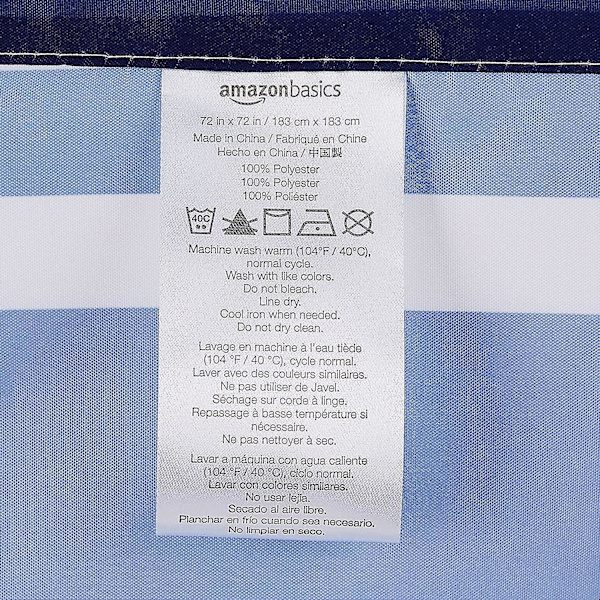 amazonbasics
72 in x 72 in / 183 cm x 183 cm
Made in China / Fabriqué en Chine
Hecho en China / 中国製
100% Polyester
100% Polyester
100% Poliéster
40C
Machine wash warm (104°F / 40°C),
normal cycle.
Wash with like colors.
Do not bleach.
Line dry.
Cool iron when needed.
Do not dry clean.
Lavage en machine à l'eau tiède
(104 °F / 40 °C), cycle normal.
Laver avec des couleurs similaires.
Ne pas utiliser de Javel.
Séchage sur corde à linge.
Repassage à basse température si
nécessaire.
Ne pas nettoyer à sec.
Lavar a máquina con agua caliente
(104 °F / 40 °C), ciclo normal.
Lavar con colores similares.
No usar lejía.
Secado al aire libre.
Planchar en frío cuando sea necesario.
No limpiar en seco.